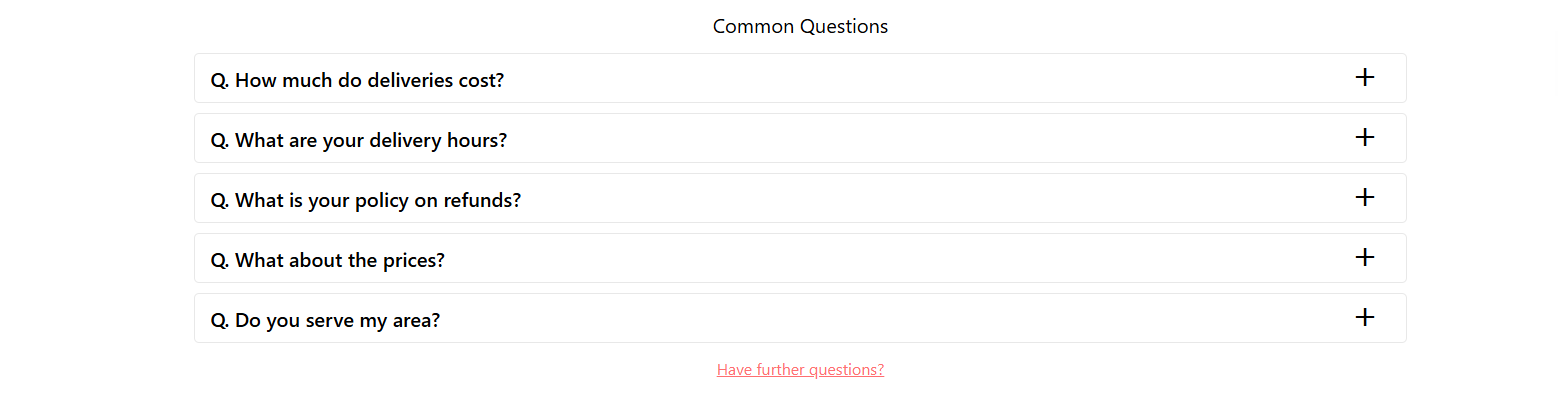 Common Questions
Q. How much do deliveries cost?
Q. What are your delivery hours?
Q. What is your policy on refunds?
Q. What about the prices?
Q. Do you serve my area?
Have further questions?